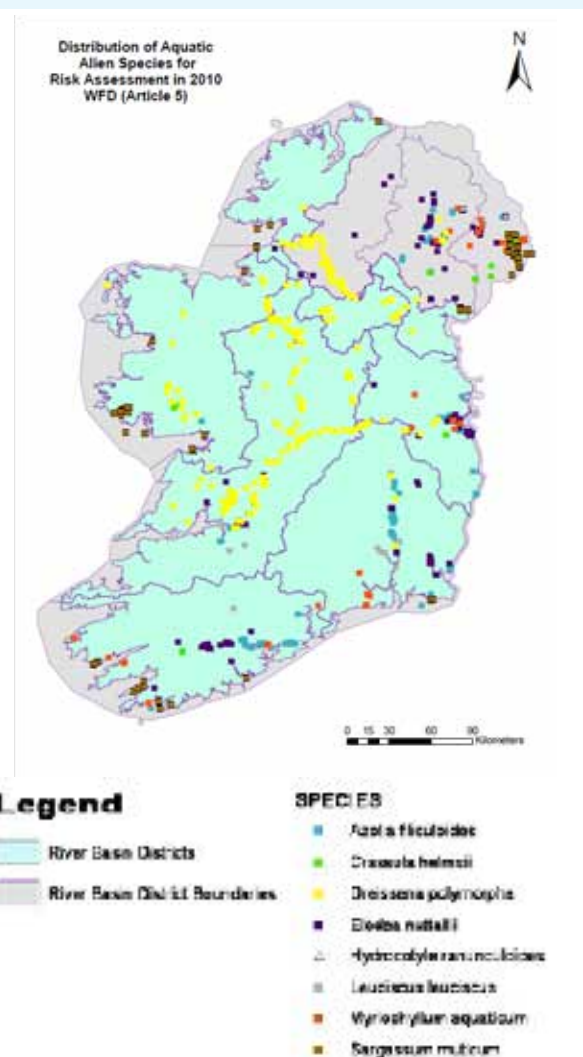 Distribution of Aquatic
Alien Species for
Risk Assessment in 2010
WFD (Article 5)
N
0 15 30 60 90
Kilometers
Legend
River Basin Districts
River Basin District Boundaries
SPECIES
Azolla filiculoides
Crassula helmsii
Dreissena polymorpha
Elodea nuttallii
Hydrocotyle ranunculoides
Leuciscus leuciscus
Myriophyllum aquaticum
Sargassum muticum